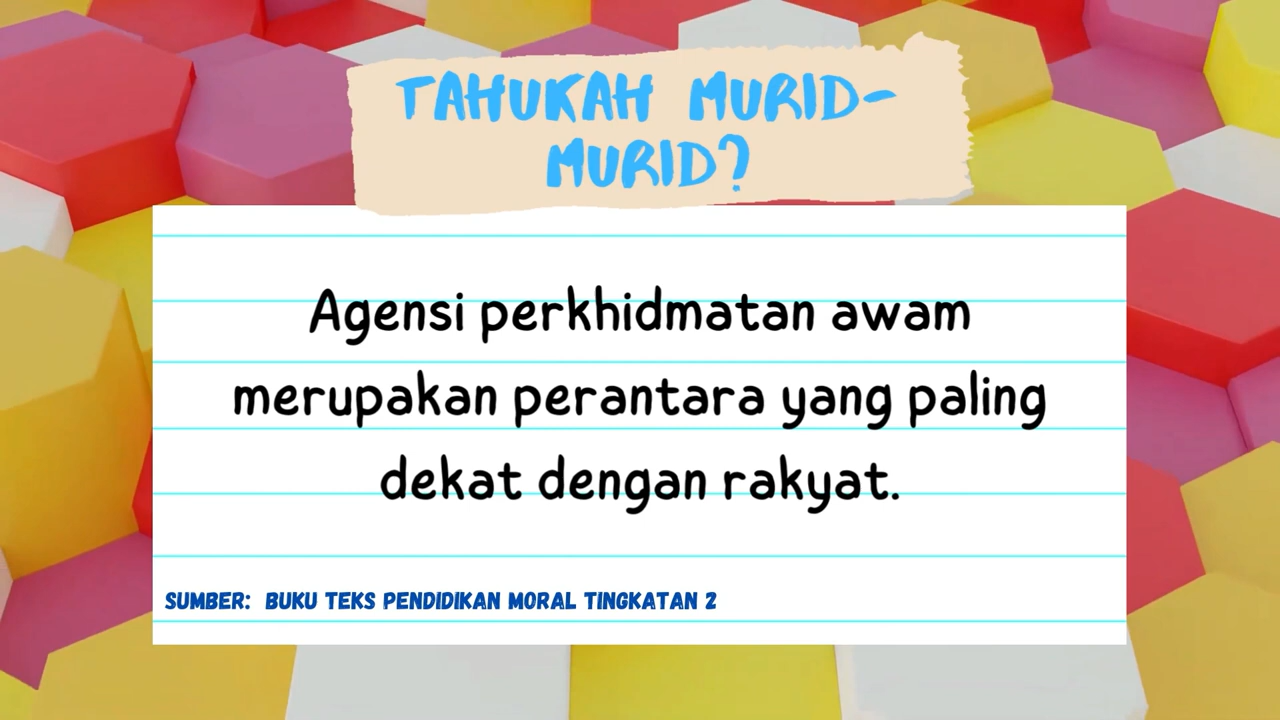 TAHUKAH MURID-
MURID?
Agensi perkhidmatan awam
merupakan perantara yang paling
dekat dengan rakyat.
SUMBER: BUKU TEKS PENDIDIKAN MORAL TINGKATAN 2